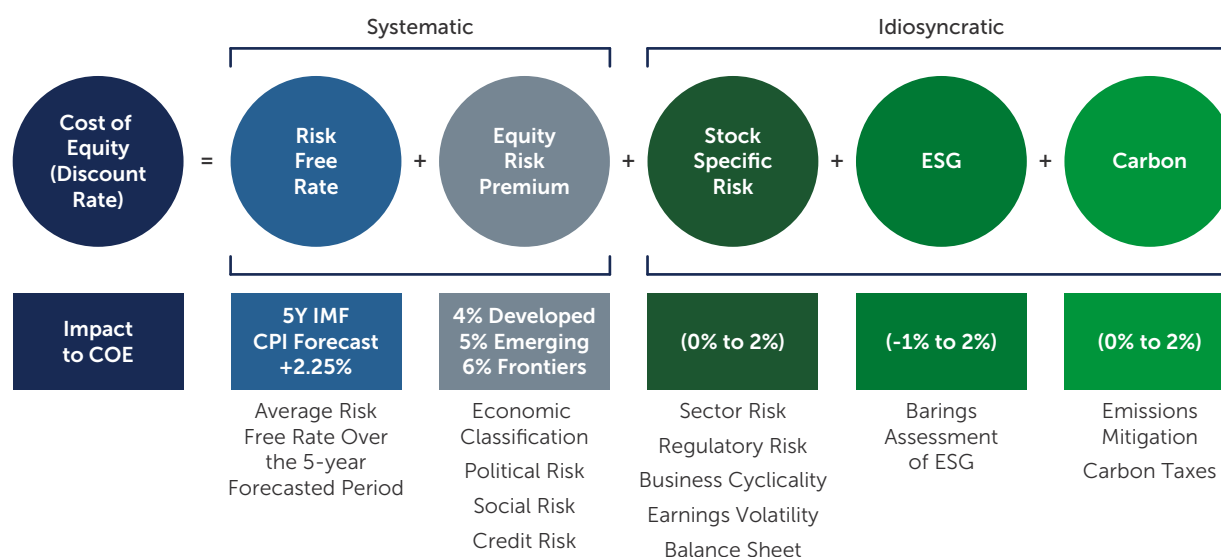 Systematic
Idiosyncratic
Cost of
Equity
(Discount
Rate)
=
Risk
Free
Rate
+
Equity
Risk
Premium
+
Stock
Specific
Risk
+
ESG
+
Carbon
Impact
to COE
5Y IMF
CPI Forecast
+2.25%
4% Developed
5% Emerging
6% Frontiers
(0% to 2%)
(-1% to 2%)
(0% to 2%)
Average Risk
Free Rate Over
the 5-year
Forecasted Period
Economic
Classification
Political Risk
Social Risk
Credit Risk
Sector Risk
Regulatory Risk
Business Cyclicality
Earnings Volatility
Balance Sheet
Barings
Assessment
of ESG
Emissions
Mitigation
Carbon Taxes